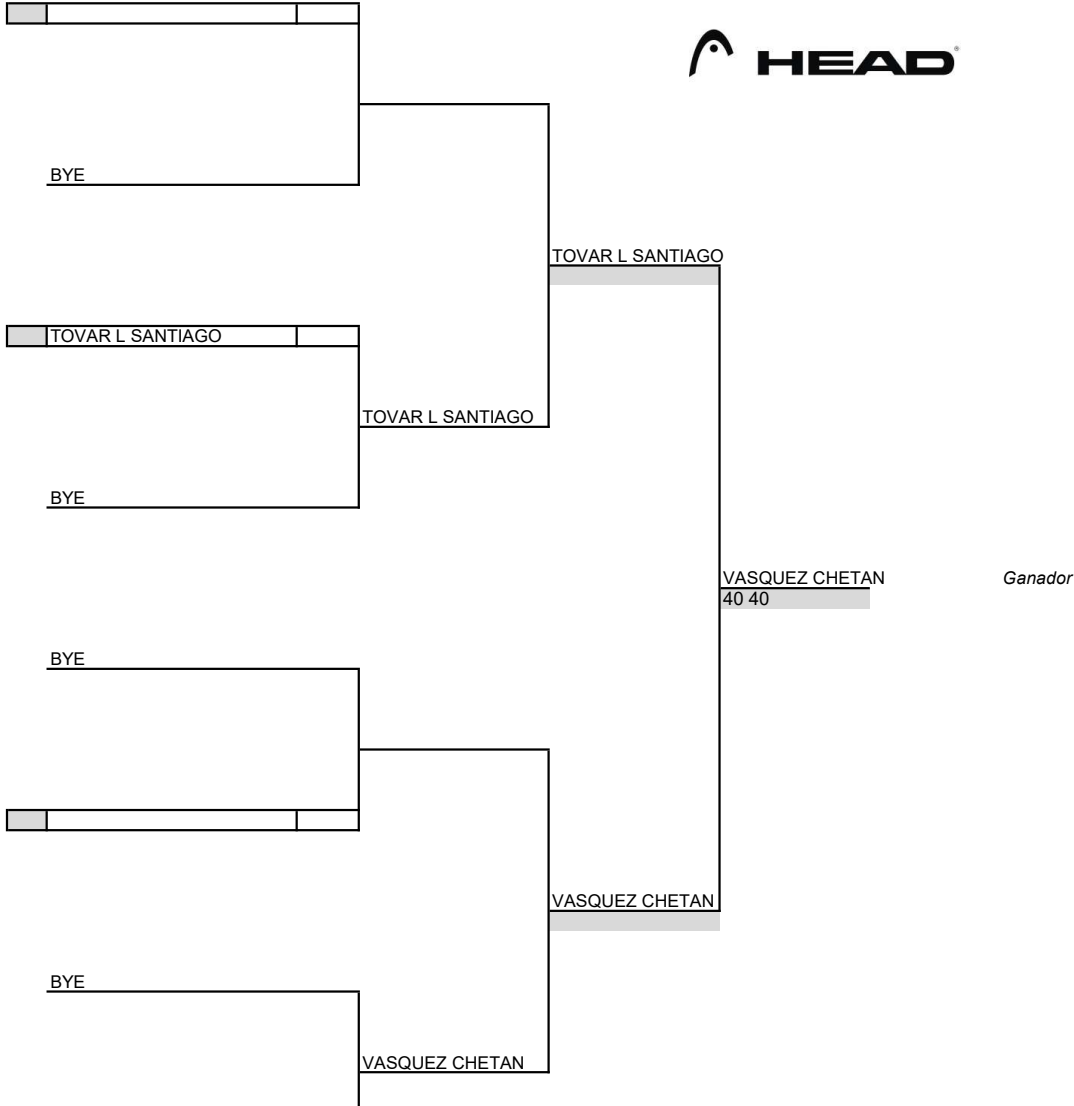 HEAD
BYE
TOVAR L SANTIAGO
TOVAR L SANTIAGO
TOVAR L SANTIAGO
BYE
VASQUEZ CHETAN Ganador
40 40
BYE
VASQUEZ CHETAN
BYE
VASQUEZ CHETAN